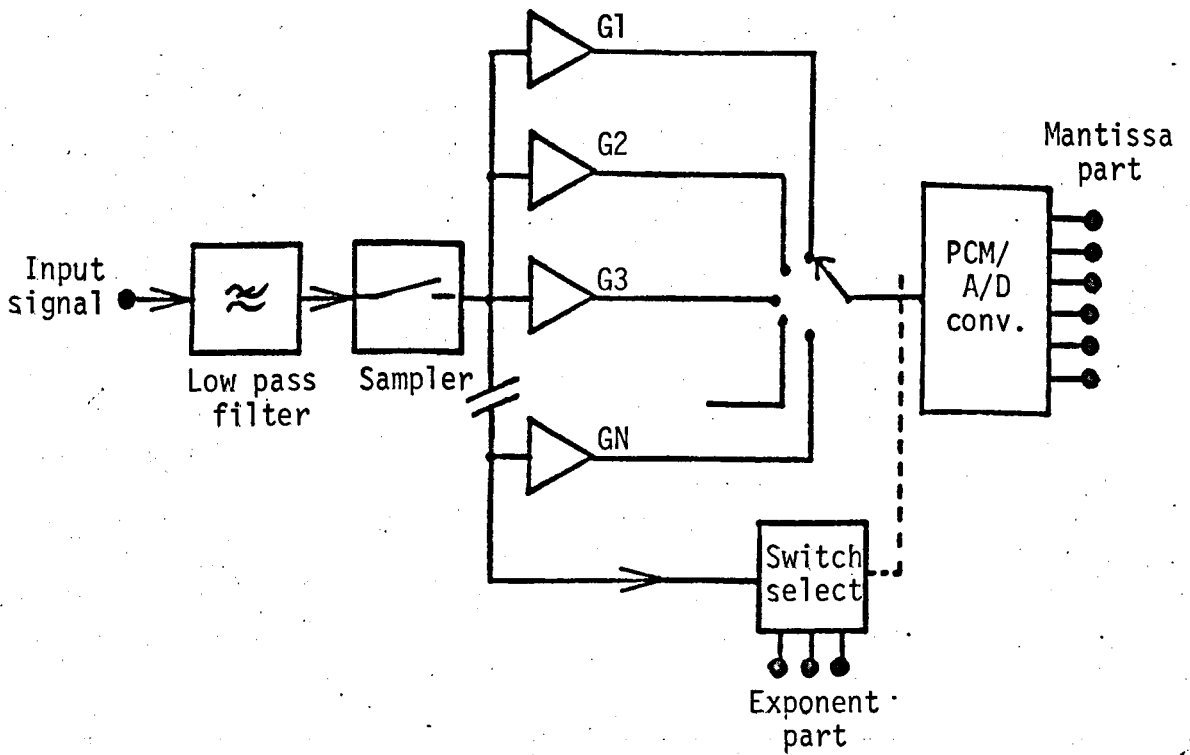 G1
G2
Mantissa
part
Input
signal
G3
PCM/
A/D
conv.
Low pass
filter
Sampler
GN
Switch
select
Exponent
part